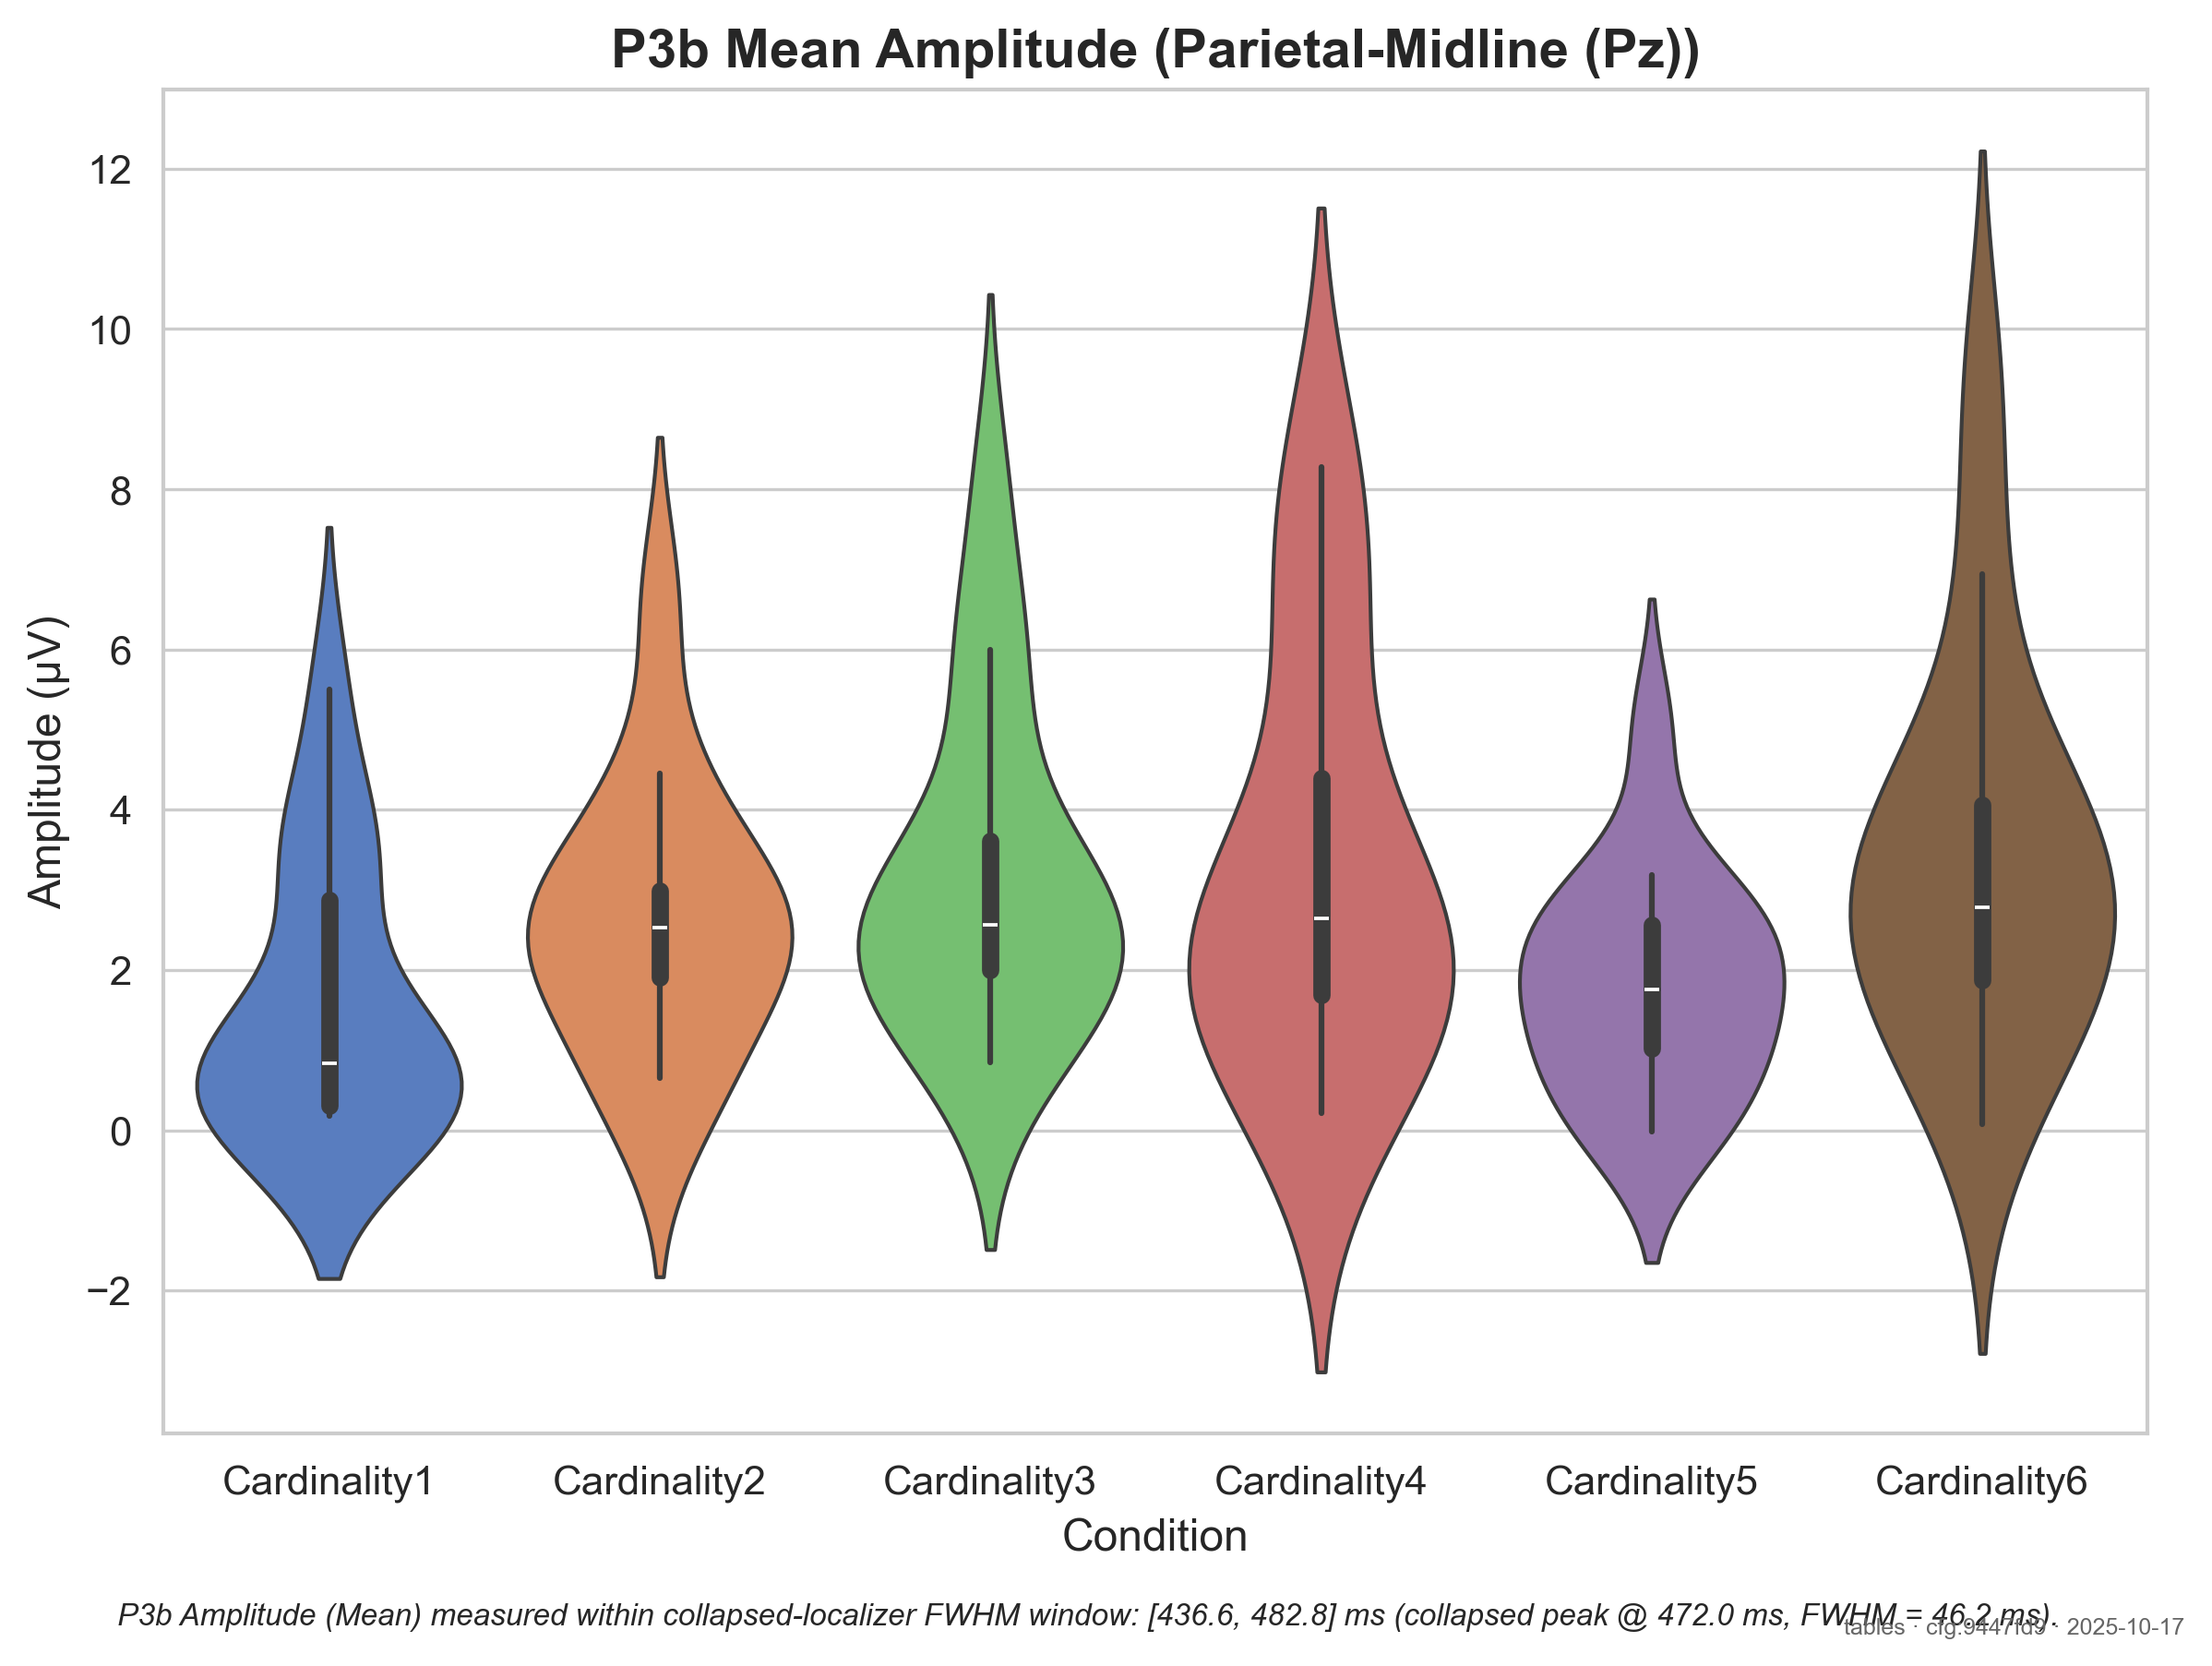 P3b Mean Amplitude (Parietal-Midline (Pz))
12
10
8
6
4
2
0
−2
Amplitude (µV)
Cardinality1 Cardinality2 Cardinality3 Cardinality4 Cardinality5 Cardinality6
Condition
P3b Amplitude (Mean) measured within collapsed-localizer FWHM window: [436.6, 482.8] ms (collapsed peak @ 472.0 ms, FWHM = 46.2 ms).
tables · cfg:9447fd9 · 2025-10-17